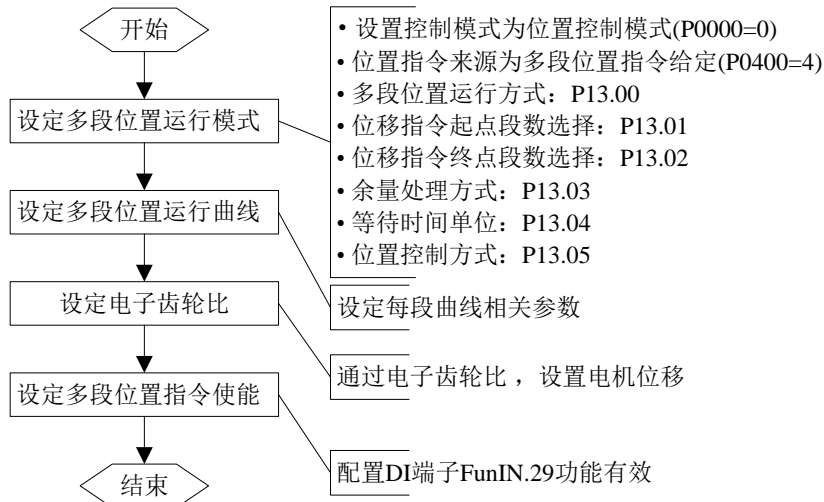 开始
设定多段位置运行模式
设定多段位置运行曲线
设定电子齿轮比
设定多段位置指令使能
结束
• 设置控制模式为位置控制模式(P0000=0)
• 位置指令来源为多段位置指令给定(P0400=4)
• 多段位置运行方式：P13.00
• 位移指令起点段数选择：P13.01
• 位移指令终点段数选择：P13.02
• 余量处理方式：P13.03
• 等待时间单位：P13.04
• 位置控制方式：P13.05
设定每段曲线相关参数
通过电子齿轮比，设置电机位移
配置DI端子FunIN.29功能有效